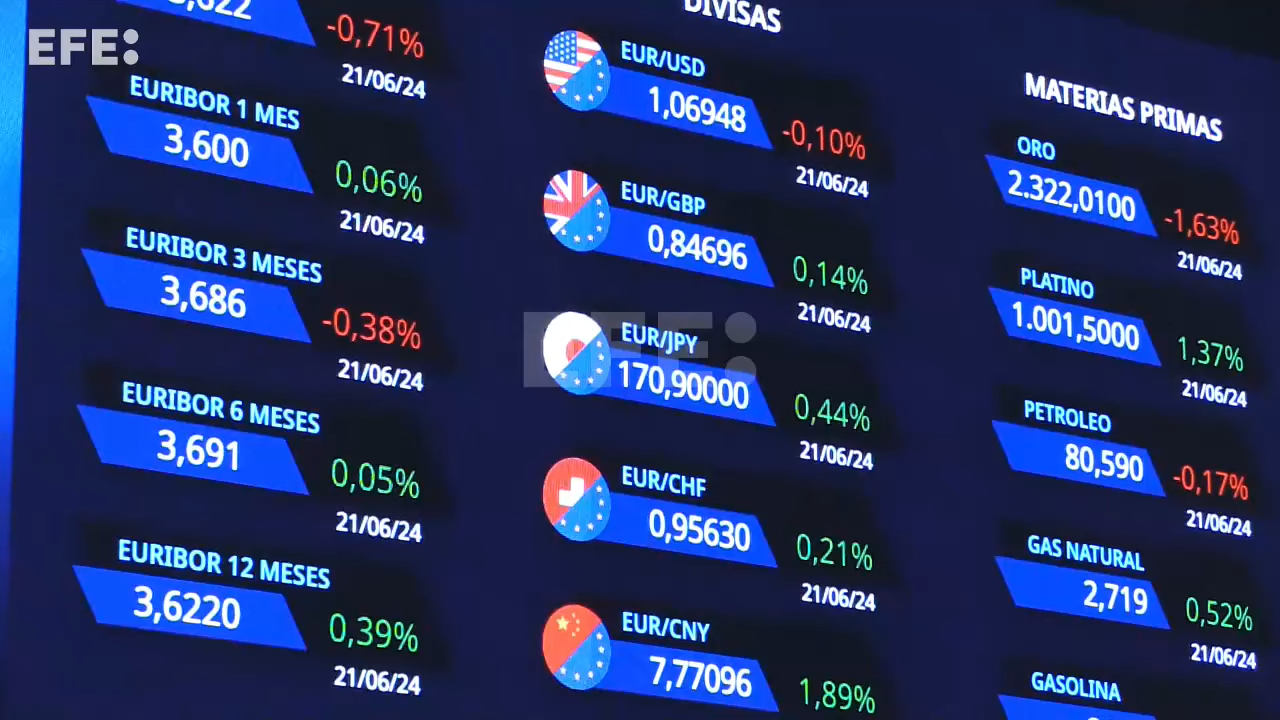 EFE:
-0,71%
21/06/24
EURIBOR 1 MES
3,600
0,06%
21/06/24
EURIBOR 3 MESES
3,686
-0,38%
21/06/24
EURIBOR 6 MESES
3,691
0,05%
21/06/24
EURIBOR 12 MESES
3,6220
0,39%
21/06/24
DIVISAS
EUR/USD
1,06948
-0,10%
21/06/24
EUR/GBP
0,84696
0,14%
21/06/24
EFE:
EUR/JPY
170,90000
0,44%
21/06/24
EUR/CHF
0,95630
0,21%
21/06/24
EUR/CNY
7,77096
1,89%
MATERIAS PRIMAS
ORO
2.322,0100
-1,63%
21/06/24
PLATINO
1.001,5000
1,37%
21/06/24
PETROLEO
80,590
-0,17%
21/06/24
GAS NATURAL
2,719
0,52%
21/06/24
GASOLINA